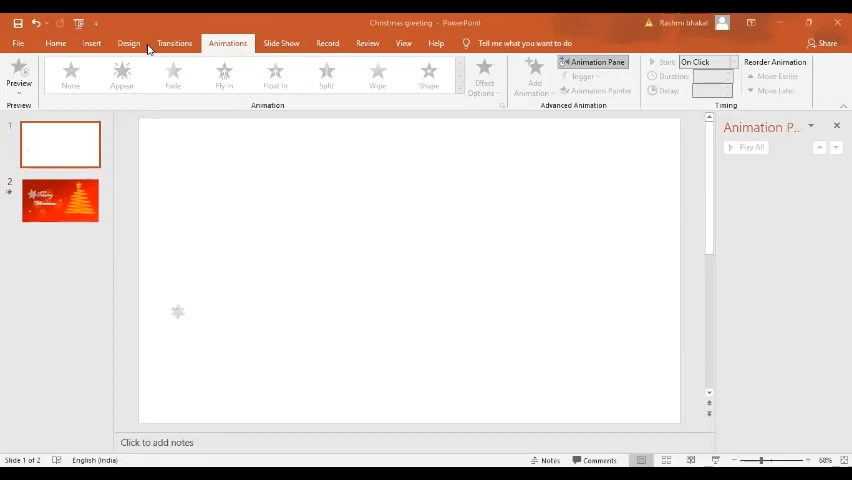 Christmas greeting - PowerPoint
Rashmi bhakal
File Home Insert Design Transitions Animations Slide Show Record Review View Help Tell me what you want to do Share
Preview
None Appear Fade Fly In Float In Split Wipe Shape
Effect Options
Add Animation
Animation Pane
Trigger
Animation Painter
Start: On Click
Duration:
Delay:
Reorder Animation
Move Earlier
Move Later
Preview Animation Advanced Animation Timing
1
2
Merry
Christmas
Animation P...
Play All
Click to add notes
Slide 1 of 2 English (India) Notes Comments 68%